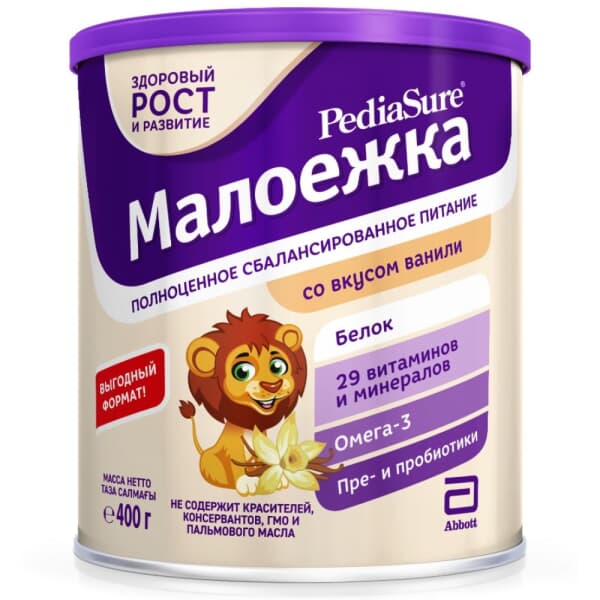 ЗДОРОВЫЙ
РОСТ
И РАЗВИТИЕ
PediaSure®
Малоежка
ПОЛНОЦЕННОЕ СБАЛАНСИРОВАННОЕ ПИТАНИЕ
СО ВКУСОМ ВАНИЛИ
Белок
29 витаминов
и минералов
Омега-3
Пре- и пробиотики
ВЫГОДНЫЙ
ФОРМАТ!
МАССА НЕТТО
ТАЗА САЛМАҒЫ
℮400 г
НЕ СОДЕРЖИТ КРАСИТЕЛЕЙ,
КОНСЕРВАНТОВ, ГМО И
ПАЛЬМОВОГО МАСЛА
Abbott